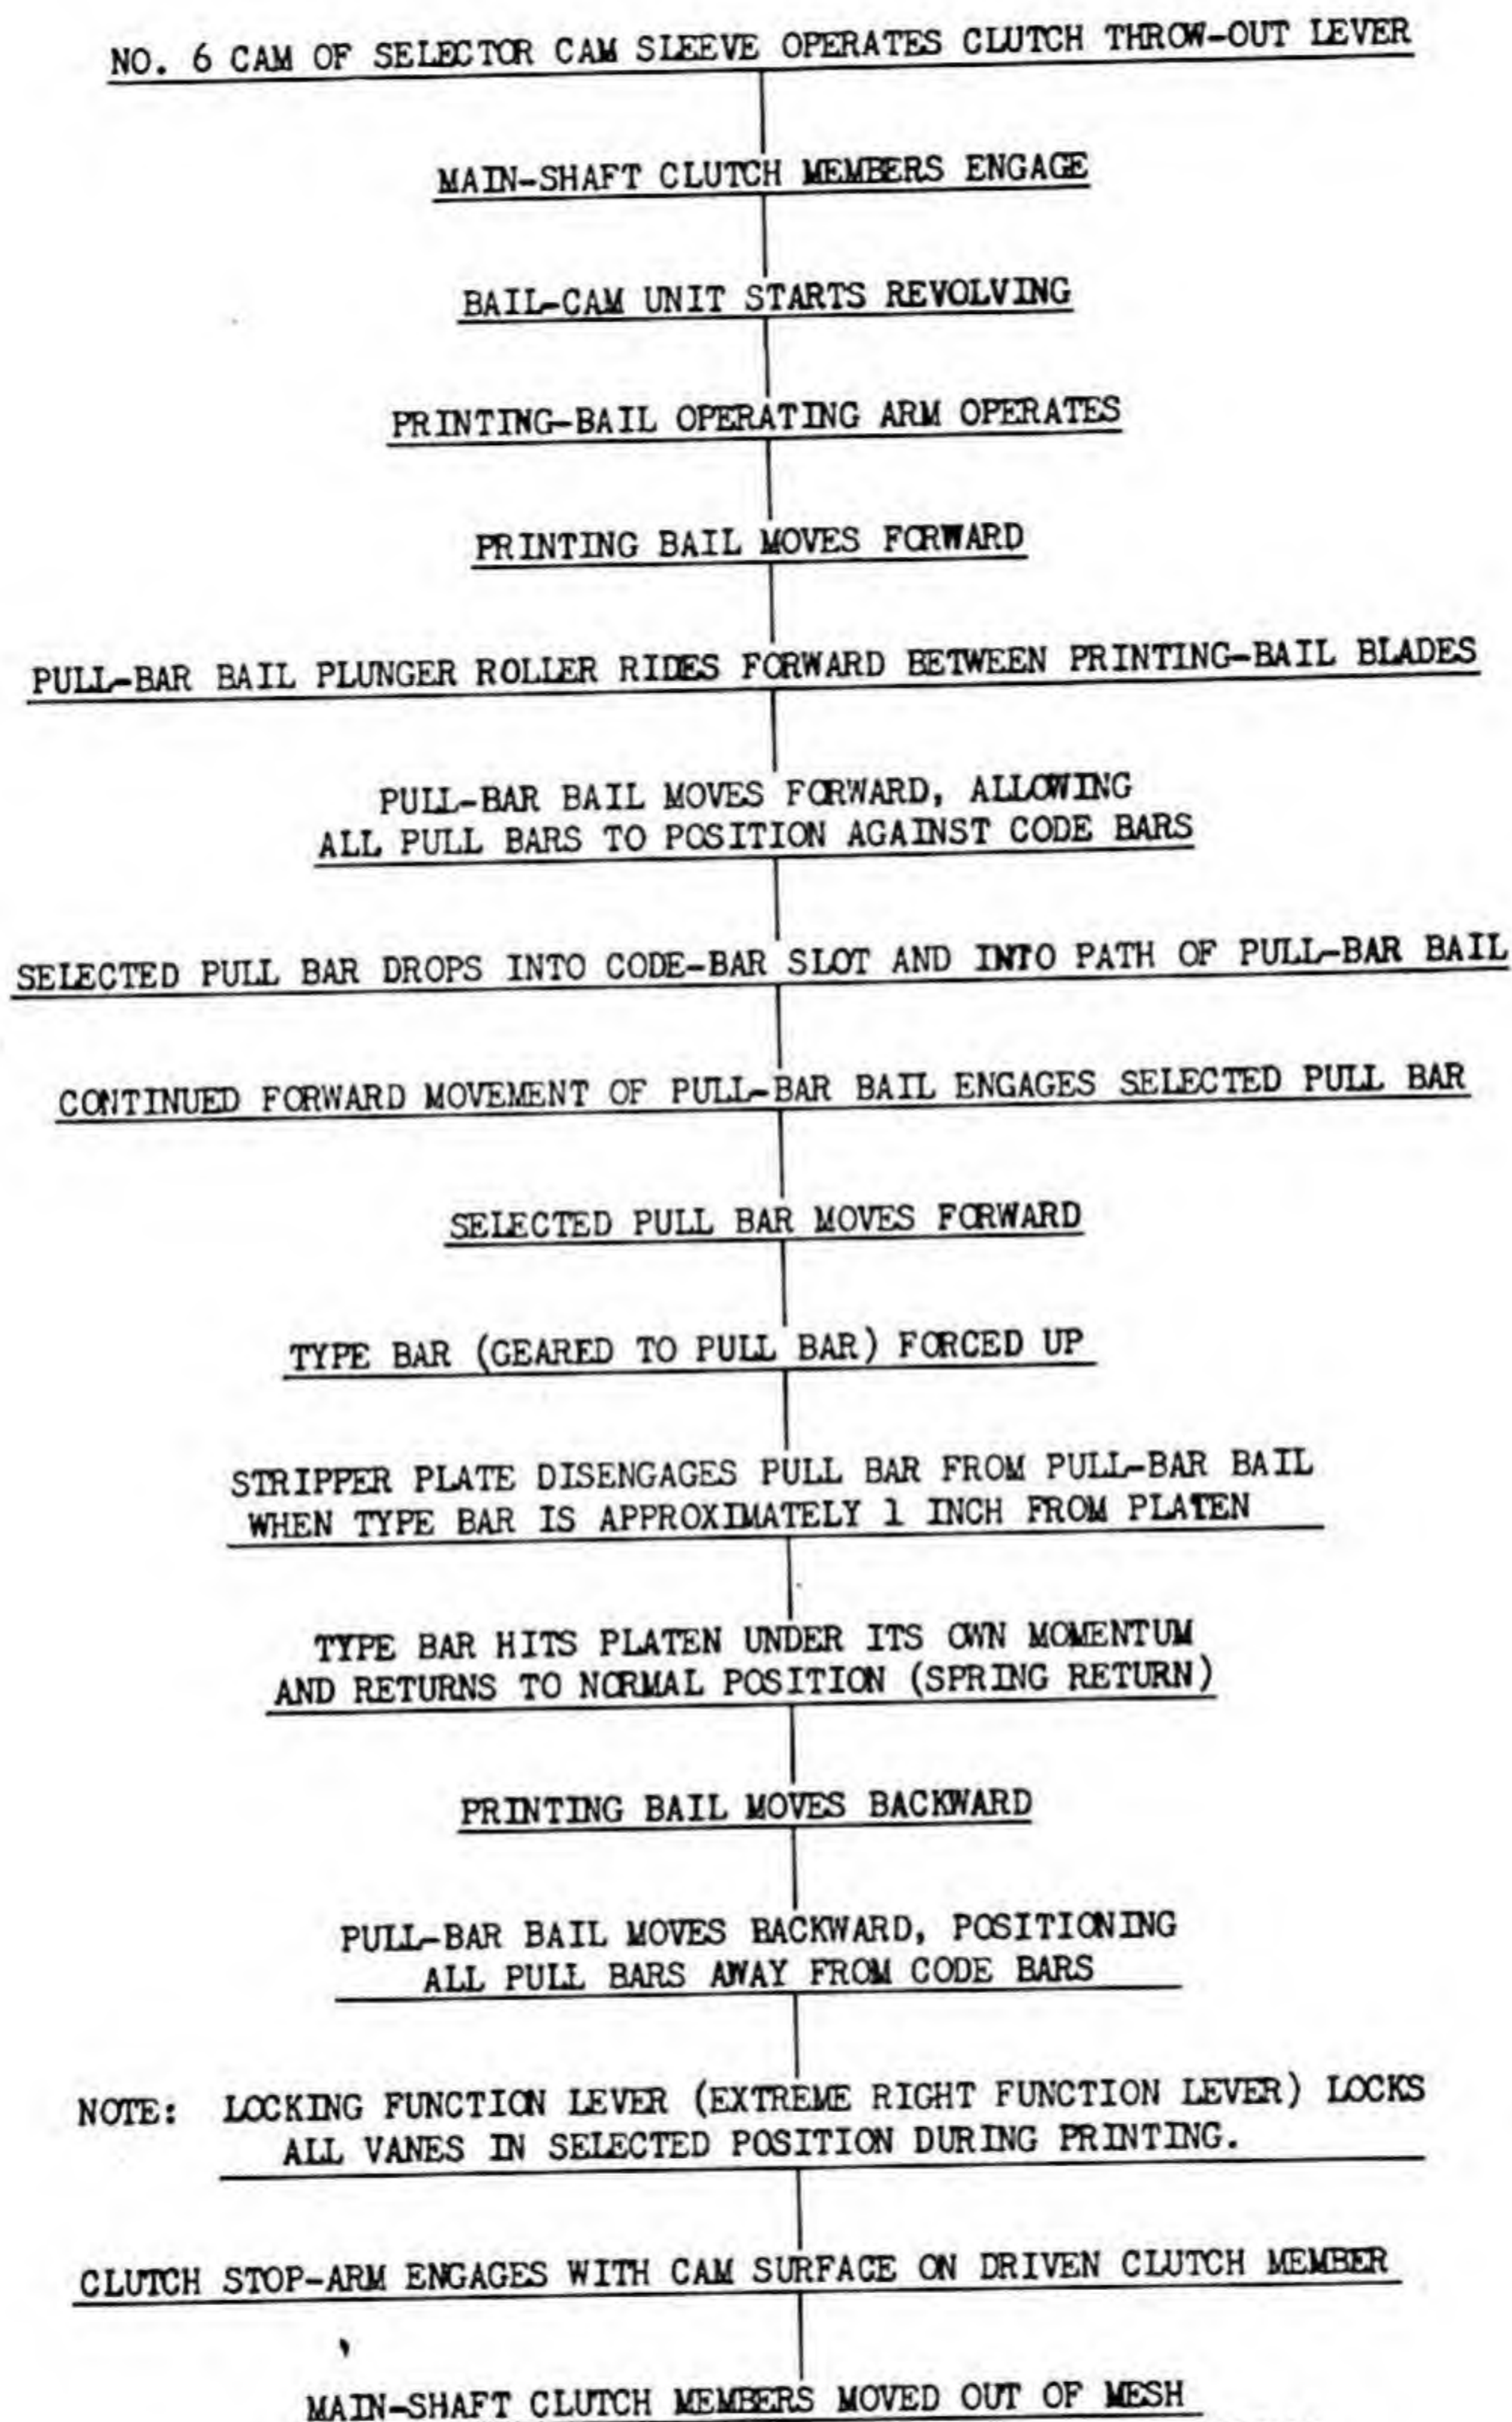 NO. 6 CAM OF SELECTOR CAM SLEEVE OPERATES CLUTCH THROW-OUT LEVER
MAIN-SHAFT CLUTCH MEMBERS ENGAGE
BAIL-CAM UNIT STARTS REVOLVING
PRINTING-BAIL OPERATING ARM OPERATES
PRINTING BAIL MOVES FORWARD
PULL-BAR BAIL PLUNGER ROLLER RIDES FORWARD BETWEEN PRINTING-BAIL BLADES
PULL-BAR BAIL MOVES FORWARD, ALLOWING
ALL PULL BARS TO POSITION AGAINST CODE BARS
SELECTED PULL BAR DROPS INTO CODE-BAR SLOT AND INTO PATH OF PULL-BAR BAIL
CONTINUED FORWARD MOVEMENT OF PULL-BAR BAIL ENGAGES SELECTED PULL BAR
SELECTED PULL BAR MOVES FORWARD
TYPE BAR (GEARED TO PULL BAR) FORCED UP
STRIPPER PLATE DISENGAGES PULL BAR FROM PULL-BAR BAIL
WHEN TYPE BAR IS APPROXIMATELY 1 INCH FROM PLATEN
TYPE BAR HITS PLATEN UNDER ITS OWN MOMENTUM
AND RETURNS TO NORMAL POSITION (SPRING RETURN)
PRINTING BAIL MOVES BACKWARD
PULL-BAR BAIL MOVES BACKWARD, POSITIONING
ALL PULL BARS AWAY FROM CODE BARS
NOTE: LOCKING FUNCTION LEVER (EXTREME RIGHT FUNCTION LEVER) LOCKS
ALL VANES IN SELECTED POSITION DURING PRINTING.
CLUTCH STOP-ARM ENGAGES WITH CAM SURFACE ON DRIVEN CLUTCH MEMBER
MAIN-SHAFT CLUTCH MEMBERS MOVED OUT OF MESH